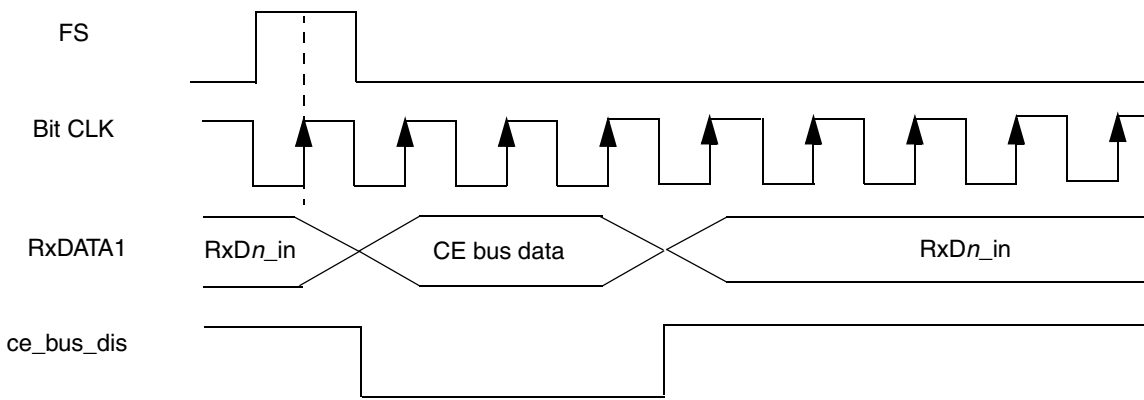 FS
Bit CLK
RxDATA1
RxDn_in
CE bus data
RxDn_in
ce_bus_dis